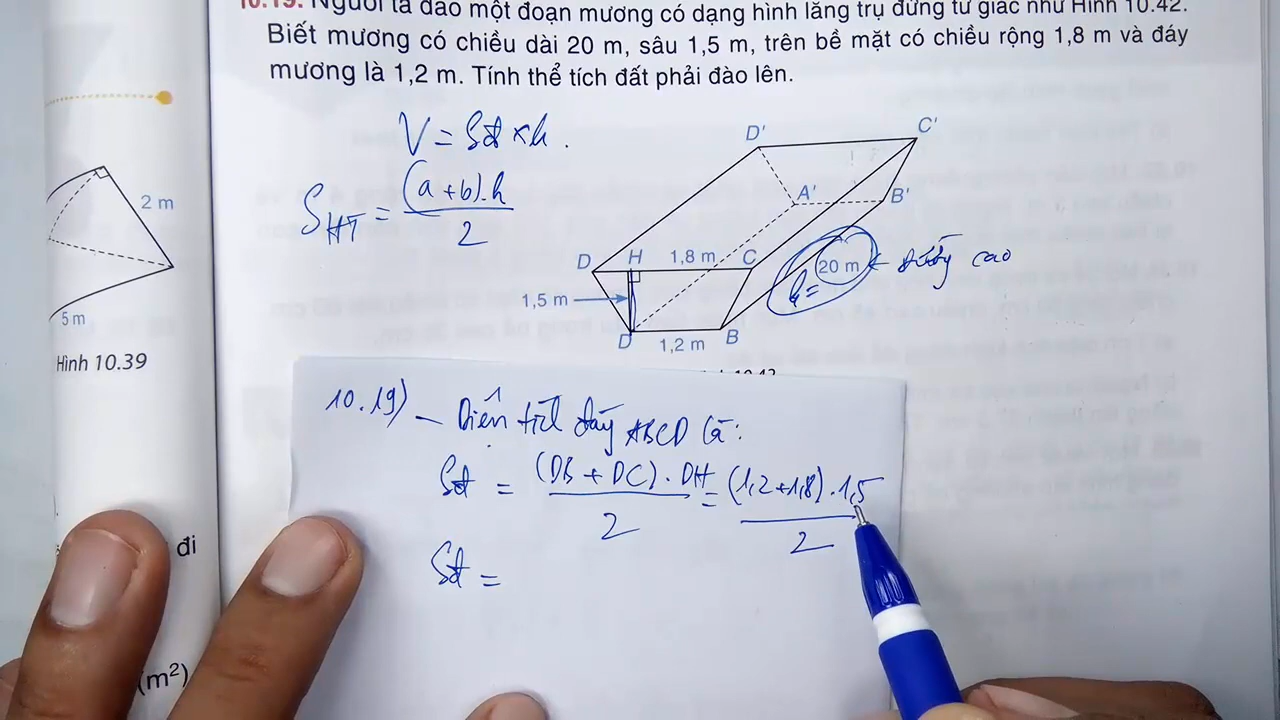 10.19. Người ta đào một đoạn mương có dạng hình lăng trụ đứng tứ giác như Hình 10.42.
Biết mương có chiều dài 20 m, sâu 1,5 m, trên bề mặt có chiều rộng 1,8 m và đáy
mương là 1,2 m. Tính thể tích đất phải đào lên.
V = Sđ x h.
S HT = (a + b).h / 2
D' C'
A' B'
D H 1,8 m C
h = 20 m ← đường cao
1,5 m
D 1,2 m B
2 m
5 m
Hình 10.39
đi
(m²)
10.19) – Diện tích đáy ABCD là:
Sđ = (DB + DC) . DH / 2 = (1,2 + 1,8) . 1,5 / 2
Sđ =